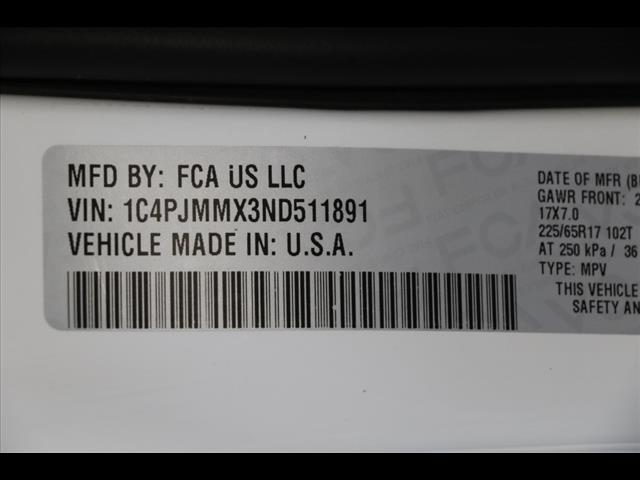 MFD BY: FCA US LLC
VIN: 1C4PJMMX3ND511891
VEHICLE MADE IN: U.S.A.
DATE OF MFR (B
GAWR FRONT: 2
17X7.0
225/65R17 102T
AT 250 kPa / 36
TYPE: MPV
THIS VEHICLE
SAFETY AN